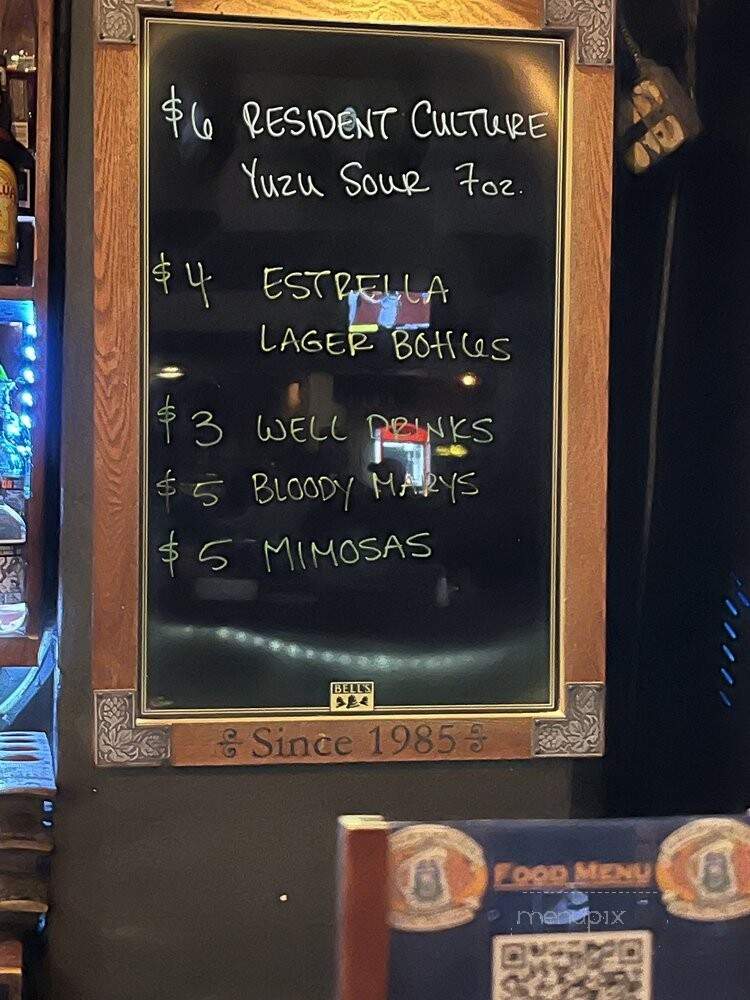 $6 RESIDENT CULTURE
YUZU SOUR 7oz.
$4 ESTRELLA
LAGER BOTTLES
$3 WELL DRINKS
$5 BLOODY MARYS
$5 MIMOSAS
BELL'S
Since 1985
FOOD MENU
menupix